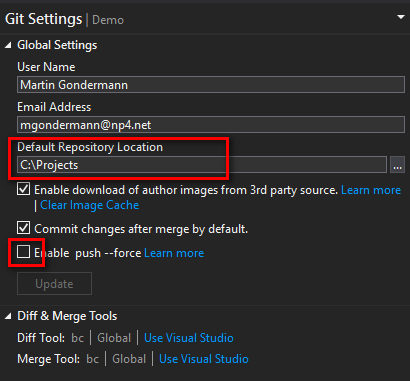 Git Settings | Demo
Global Settings
User Name
Martin Gondermann
Email Address
mgondermann@np4.net
Default Repository Location
C:\Projects
...
Enable download of author images from 3rd party source. Learn more
| Clear Image Cache
Commit changes after merge by default.
Enable push --force Learn more
Update
Diff & Merge Tools
Diff Tool: bc | Global | Use Visual Studio
Merge Tool: bc | Global | Use Visual Studio